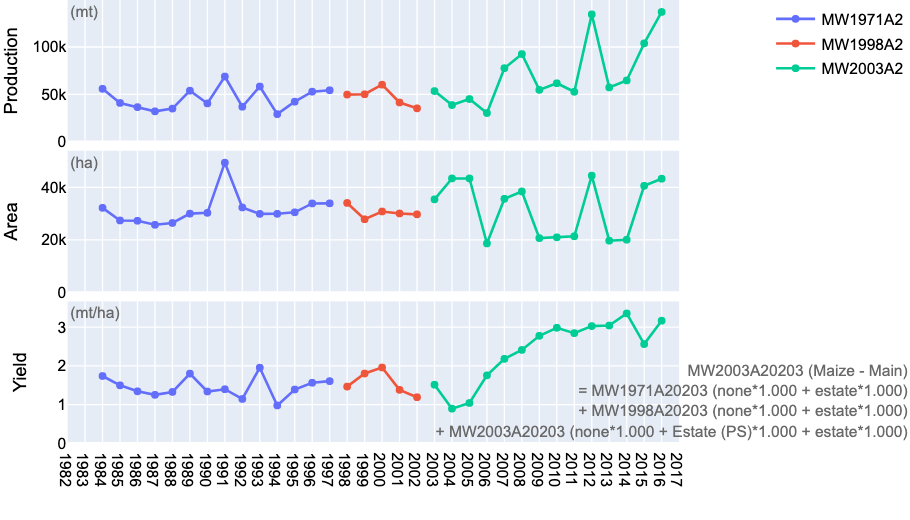 (mt)
Production
100k
50k
0
MW1971A2
MW1998A2
MW2003A2
(ha)
Area
40k
20k
0
(mt/ha)
Yield
3
2
1
0
MW2003A20203 (Maize - Main)
= MW1971A20203 (none*1.000 + estate*1.000)
+ MW1998A20203 (none*1.000 + estate*1.000)
+ MW2003A20203 (none*1.000 + Estate (PS)*1.000 + estate*1.000)
1982
1983
1984
1985
1986
1987
1988
1989
1990
1991
1992
1993
1994
1995
1996
1997
1998
1999
2000
2001
2002
2003
2004
2005
2006
2007
2008
2009
2010
2011
2012
2013
2014
2015
2016
2017